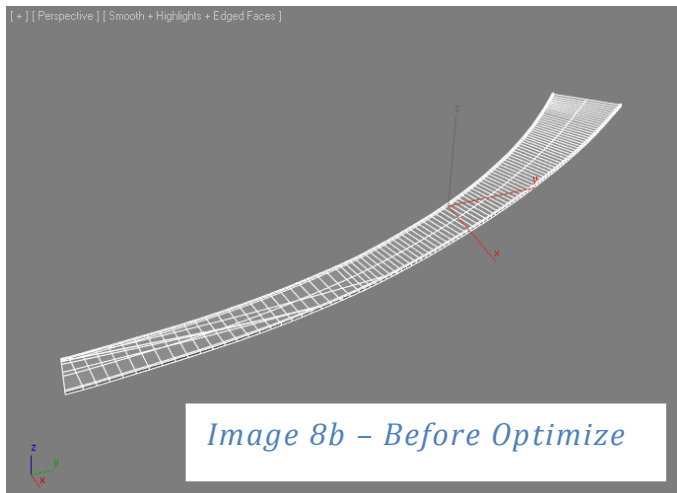 [ + ] [ Perspective ] [ Smooth + Highlights + Edged Faces ]
z
y
x
Image 8b – Before Optimize
z
y
x